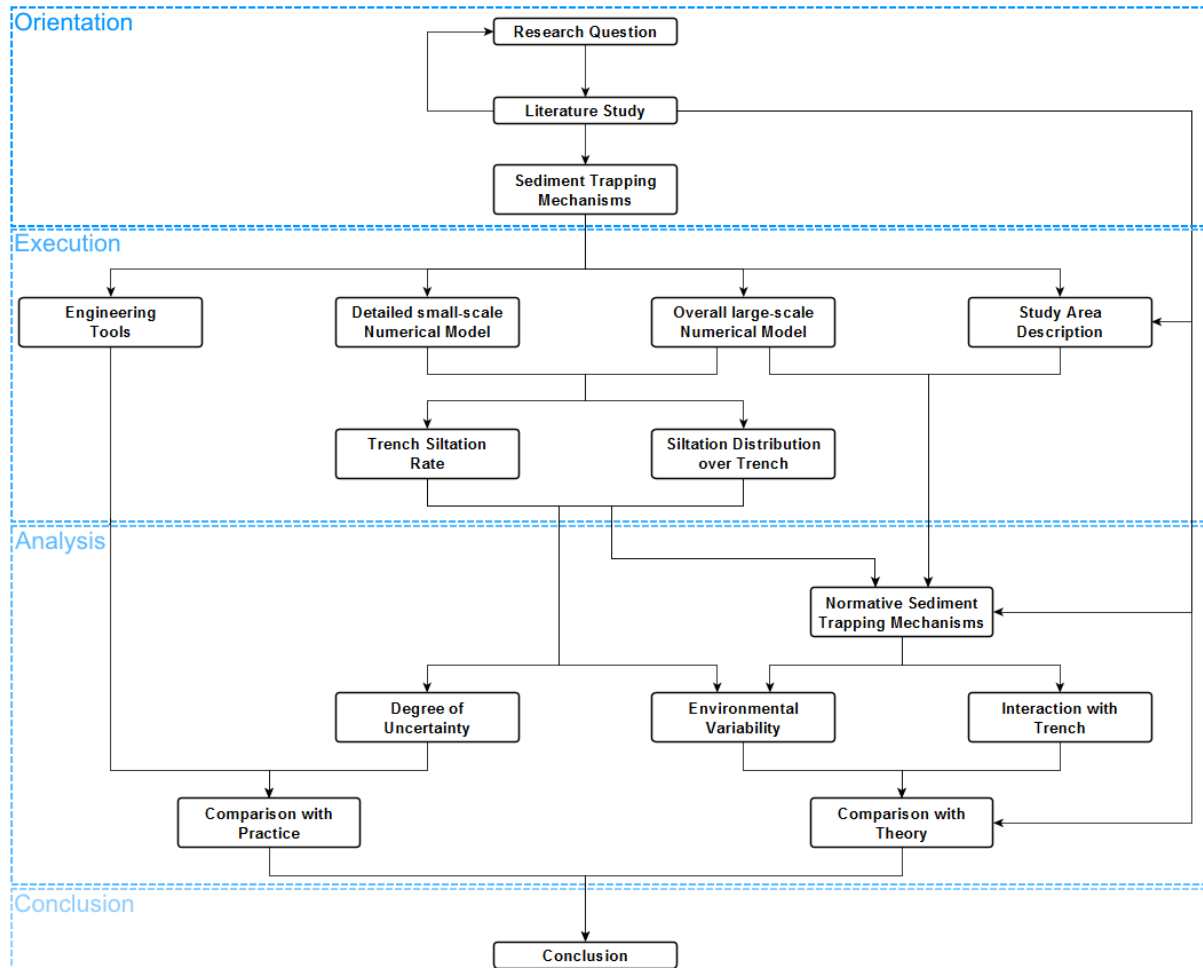 Orientation
Research Question
Literature Study
Sediment Trapping
Mechanisms
Execution
Engineering
Tools
Detailed small-scale
Numerical Model
Overall large-scale
Numerical Model
Study Area
Description
Trench Siltation
Rate
Siltation Distribution
over Trench
Analysis
Normative Sediment
Trapping Mechanisms
Degree of
Uncertainty
Environmental
Variability
Interaction with
Trench
Comparison with
Practice
Comparison with
Theory
Conclusion
Conclusion